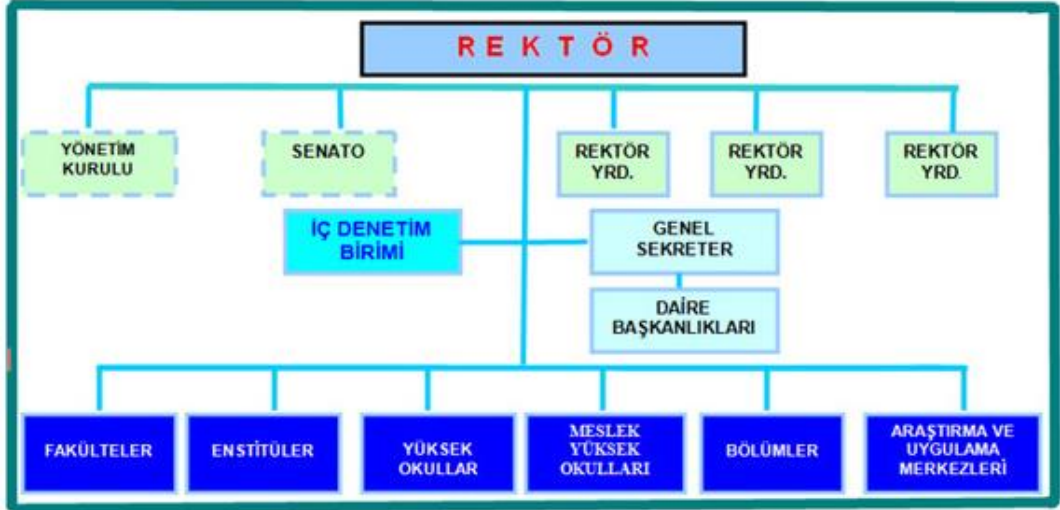 R E K T Ö R
YÖNETİM
KURULU
SENATO
REKTÖR
YRD.
REKTÖR
YRD.
REKTÖR
YRD.
İÇ DENETİM
BİRİMİ
GENEL
SEKRETER
DAİRE
BAŞKANLIKLARI
FAKÜLTELER
ENSTİTÜLER
YÜKSEK
OKULLAR
MESLEK
YÜKSEK
OKULLARI
BÖLÜMLER
ARAŞTIRMA VE
UYGULAMA
MERKEZLERİ